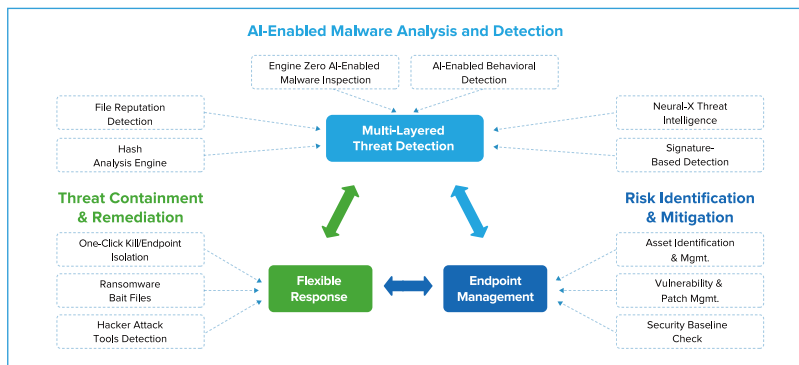 AI-Enabled Malware Analysis and Detection
Engine Zero AI-Enabled
Malware Inspection
AI-Enabled Behavioral
Detection
File Reputation
Detection
Hash
Analysis Engine
Multi-Layered
Threat Detection
Neural-X Threat
Intelligence
Signature-
Based Detection
Threat Containment
& Remediation
One-Click Kill/Endpoint
Isolation
Ransomware
Bait Files
Hacker Attack
Tools Detection
Flexible
Response
Endpoint
Management
Risk Identification
& Mitigation
Asset Identification
& Mgmt.
Vulnerability &
Patch Mgmt.
Security Baseline
Check